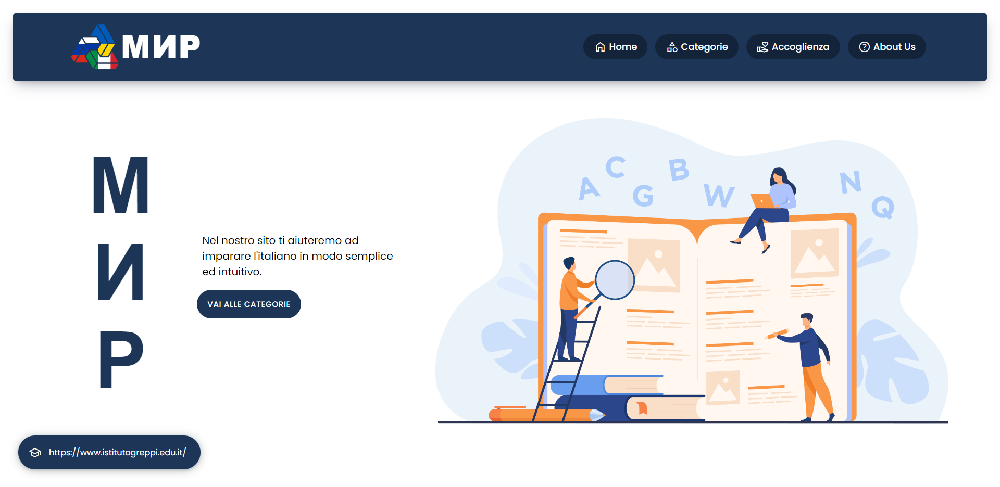 МИР
Home
Categorie
Accoglienza
About Us
М
И
Р
Nel nostro sito ti aiuteremo ad
imparare l'italiano in modo semplice
ed intuitivo.
VAI ALLE CATEGORIE
A
C
G
B
W
N
Q
https://www.istitutogreppi.edu.it/